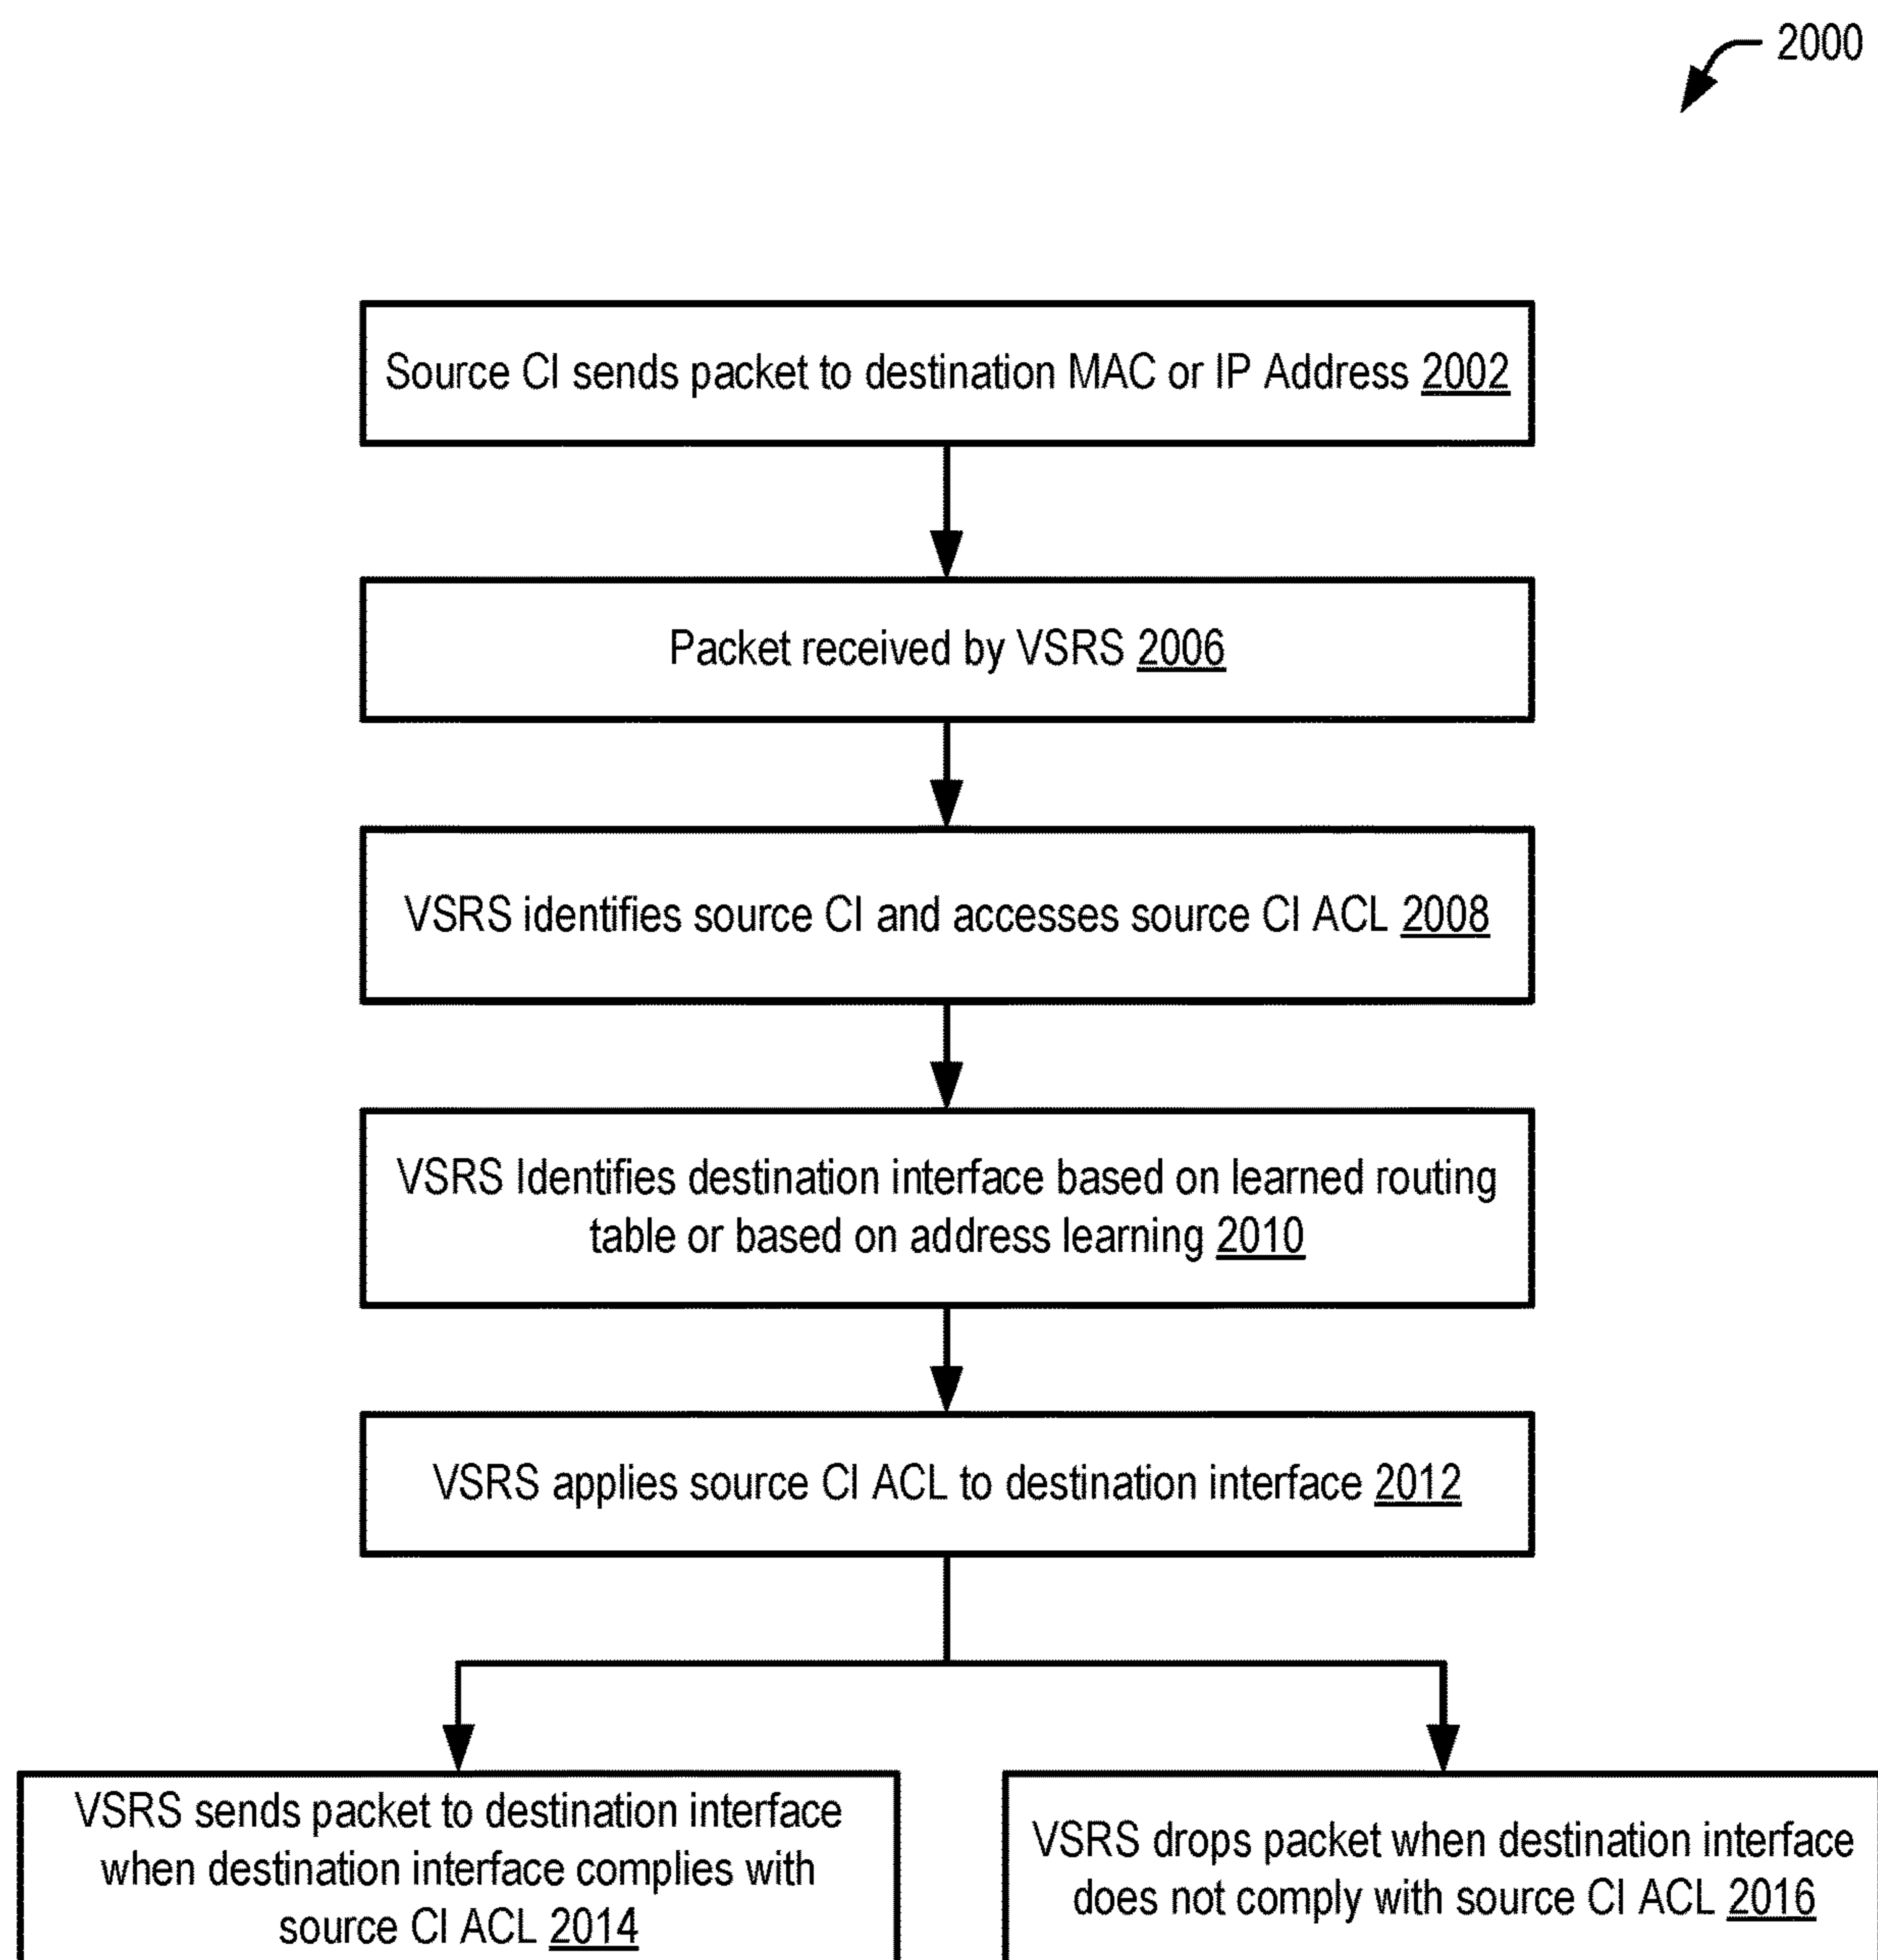 2000
Source CI sends packet to destination MAC or IP Address 2002
Packet received by VSRS 2006
VSRS identifies source CI and accesses source CI ACL 2008
VSRS Identifies destination interface based on learned routing
table or based on address learning 2010
VSRS applies source CI ACL to destination interface 2012
VSRS sends packet to destination interface
when destination interface complies with
source CI ACL 2014
VSRS drops packet when destination interface
does not comply with source CI ACL 2016